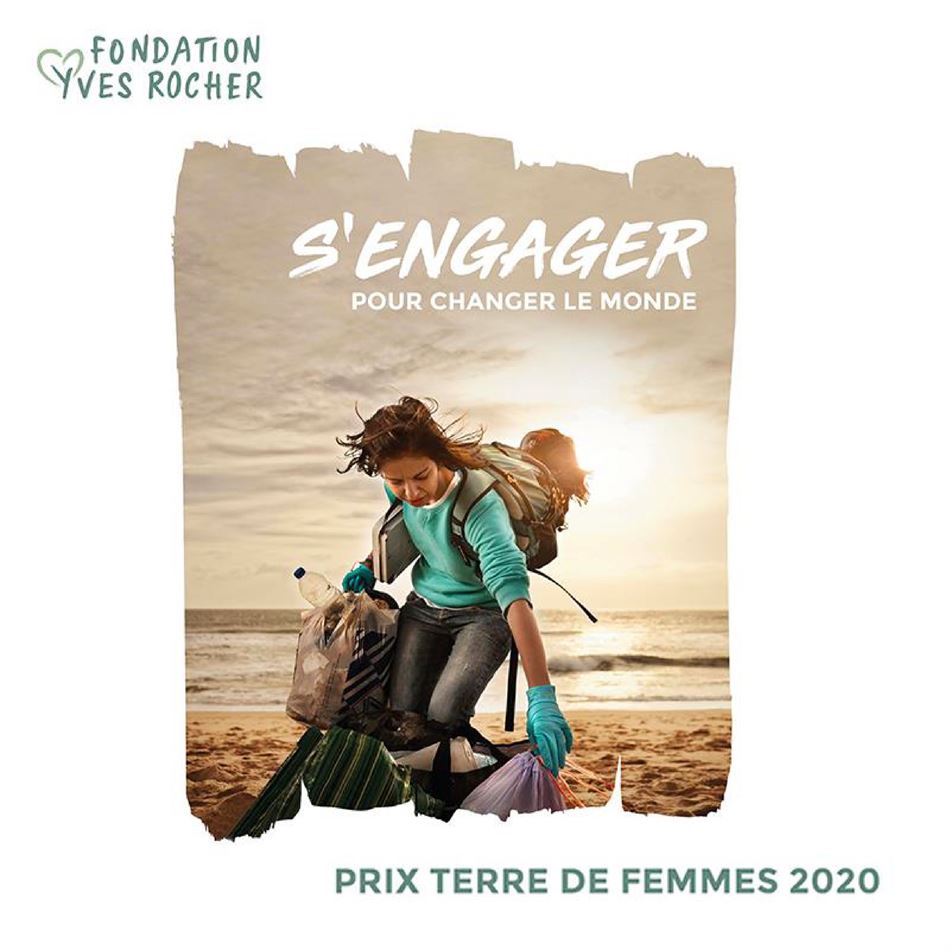 FONDATION
YVES ROCHER
S'ENGAGER
POUR CHANGER LE MONDE
PRIX TERRE DE FEMMES 2020